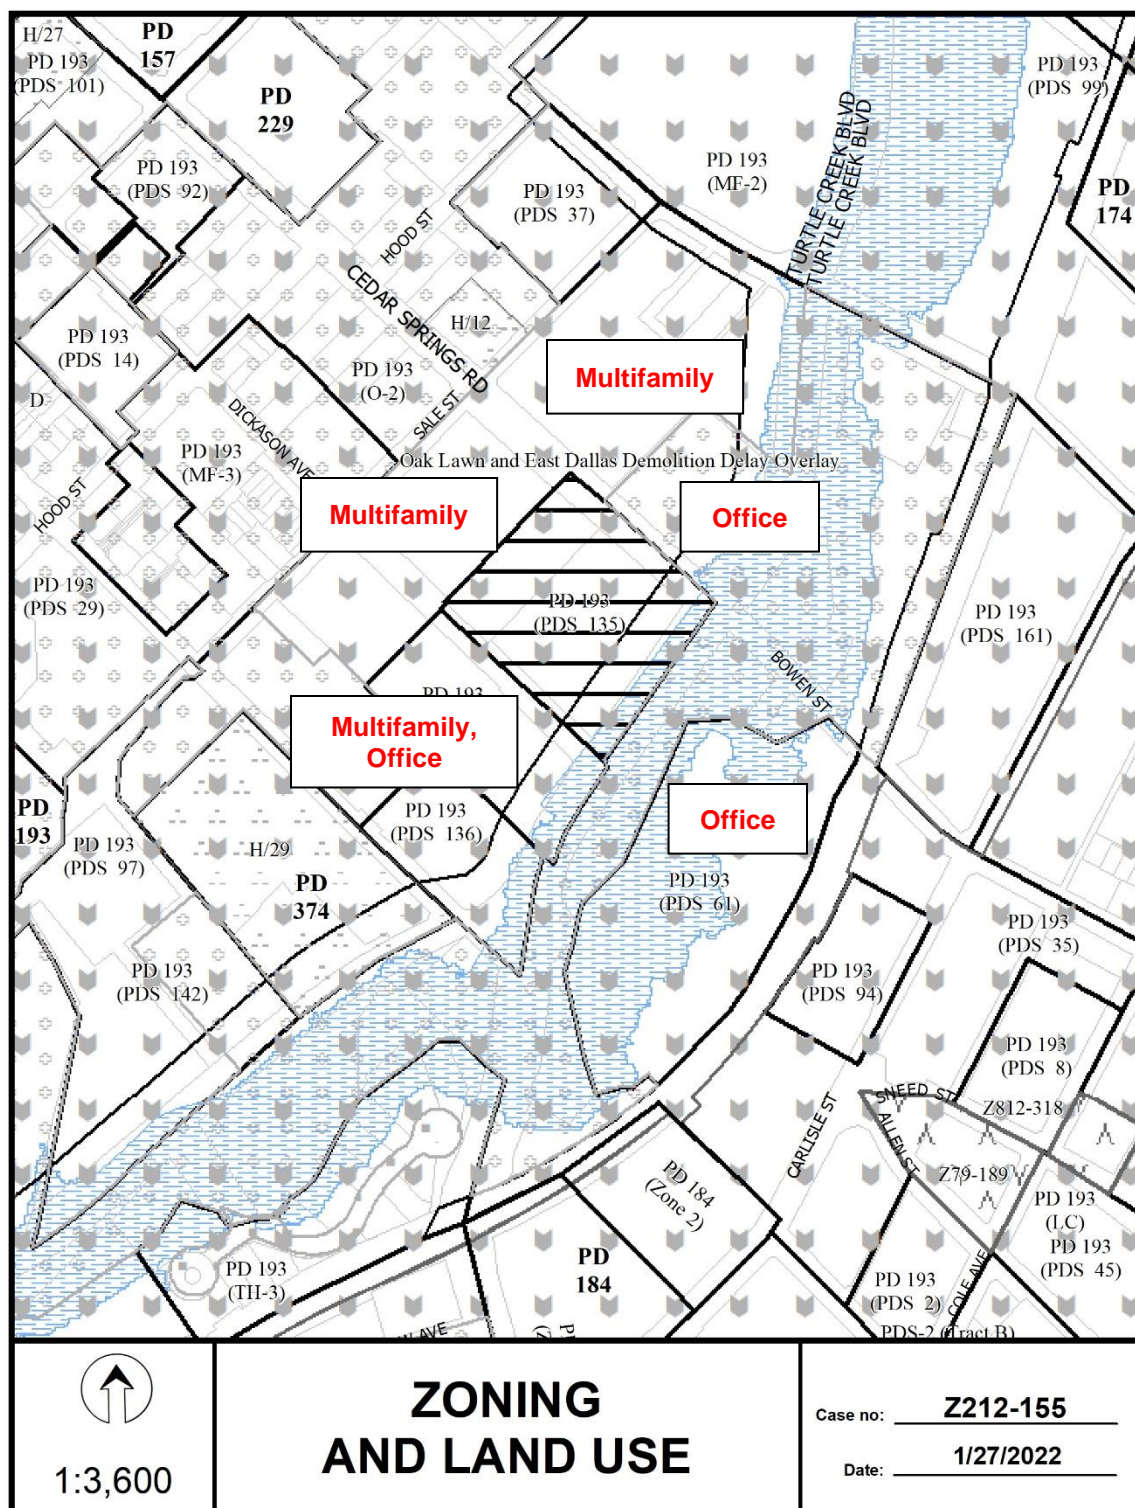 H/27
PD 193
(PDS 101)
PD
157
PD
229
PD 193
(PDS 92)
PD 193
(PDS 37)
PD 193
(MF-2)
TURTLE CREEK BLVD
TURTLE CREEK BLVD
PD 193
(PDS 99)
PD
174
HOOD ST
CEDAR SPRINGS RD
H/12
PD 193
(O-2)
SALE ST
PD 193
(PDS 14)
D
DICKASON AVE
PD 193
(MF-3)
HOOD ST
Multifamily
Oak Lawn and East Dallas Demolition Delay Overlay
Multifamily
Office
PD 193
(PDS 29)
PD 193
(PDS 135)
PD 193
(PDS 161)
BOWEN ST
PD 193
Multifamily,
Office
Office
PD
193
PD 193
(PDS 97)
H/29
PD
374
PD 193
(PDS 136)
PD 193
(PDS 61)
PD 193
(PDS 142)
PD 193
(PDS 94)
PD 193
(PDS 35)
PD 193
(PDS 8)
SNEED ST
Z812-318
ALLEN ST
CARLISLE ST
Z79-189
PD 193
(LC)
PD 193
(PDS 45)
PD 184
(Zone 2)
PD
184
PD 193
(TH-3)
PD 193
(PDS 2)
COLE AVE
PDS-2 (Tract B)
AVE
1:3,600
ZONING
AND LAND USE
Case no: Z212-155
Date: 1/27/2022